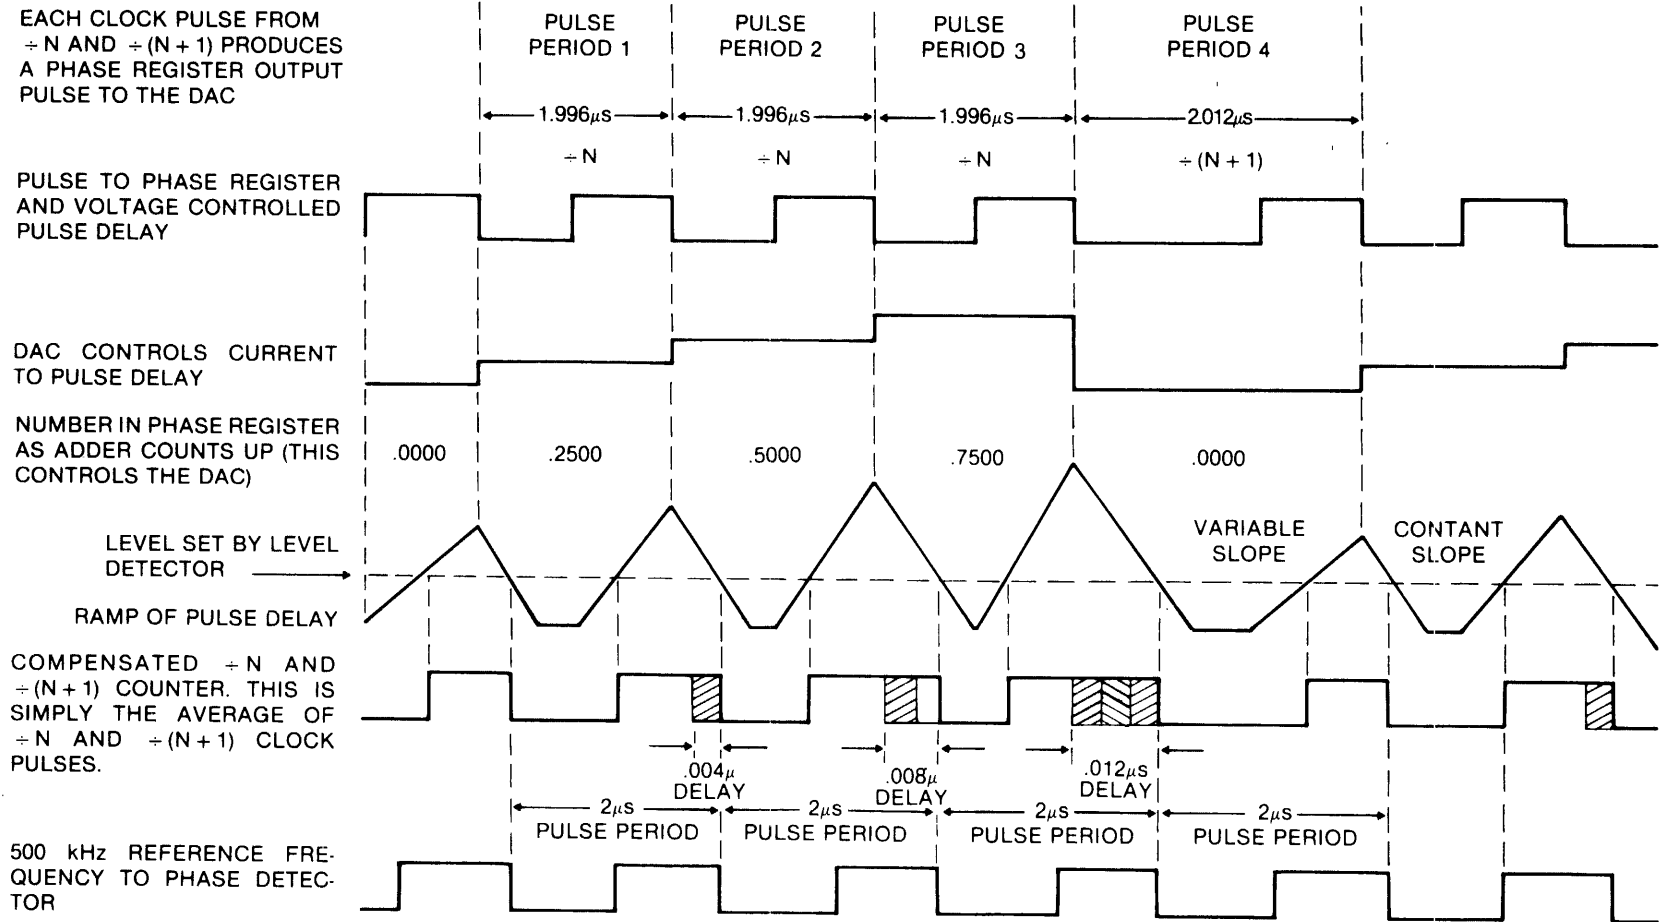 EACH CLOCK PULSE FROM
÷ N AND ÷ (N + 1) PRODUCES
A PHASE REGISTER OUTPUT
PULSE TO THE DAC
PULSE
PERIOD 1
PULSE
PERIOD 2
PULSE
PERIOD 3
PULSE
PERIOD 4
1.996μs
1.996μs
1.996μs
2.012μs
÷ N
÷ N
÷ N
÷ (N + 1)
PULSE TO PHASE REGISTER
AND VOLTAGE CONTROLLED
PULSE DELAY
DAC CONTROLS CURRENT
TO PULSE DELAY
NUMBER IN PHASE REGISTER
AS ADDER COUNTS UP (THIS
CONTROLS THE DAC)
.0000
.2500
.5000
.7500
.0000
LEVEL SET BY LEVEL
DETECTOR
VARIABLE
SLOPE
CONTANT
SLOPE
RAMP OF PULSE DELAY
COMPENSATED ÷ N AND
÷ (N + 1) COUNTER. THIS IS
SIMPLY THE AVERAGE OF
÷ N AND ÷ (N + 1) CLOCK
PULSES.
.004μ
DELAY
.008μ
DELAY
.012μs
DELAY
2μs
PULSE PERIOD
2μs
PULSE PERIOD
2μs
PULSE PERIOD
2μs
PULSE PERIOD
500 kHz REFERENCE FRE-
QUENCY TO PHASE DETEC-
TOR